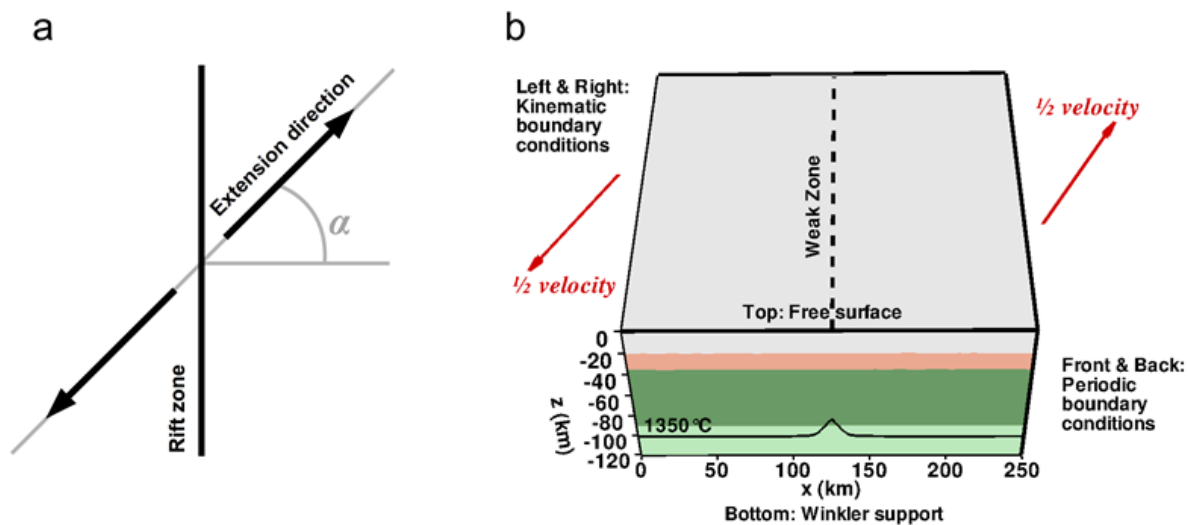 a
Extension direction
α
Rift zone
b
Left & Right:
Kinematic
boundary
conditions
½ velocity
½ velocity
Weak Zone
Top: Free surface
0
-20
-40
-60
-80
-100
-120
z (km)
1350°C
0 50 100 150 200 250
x (km)
Bottom: Winkler support
Front & Back:
Periodic
boundary
conditions